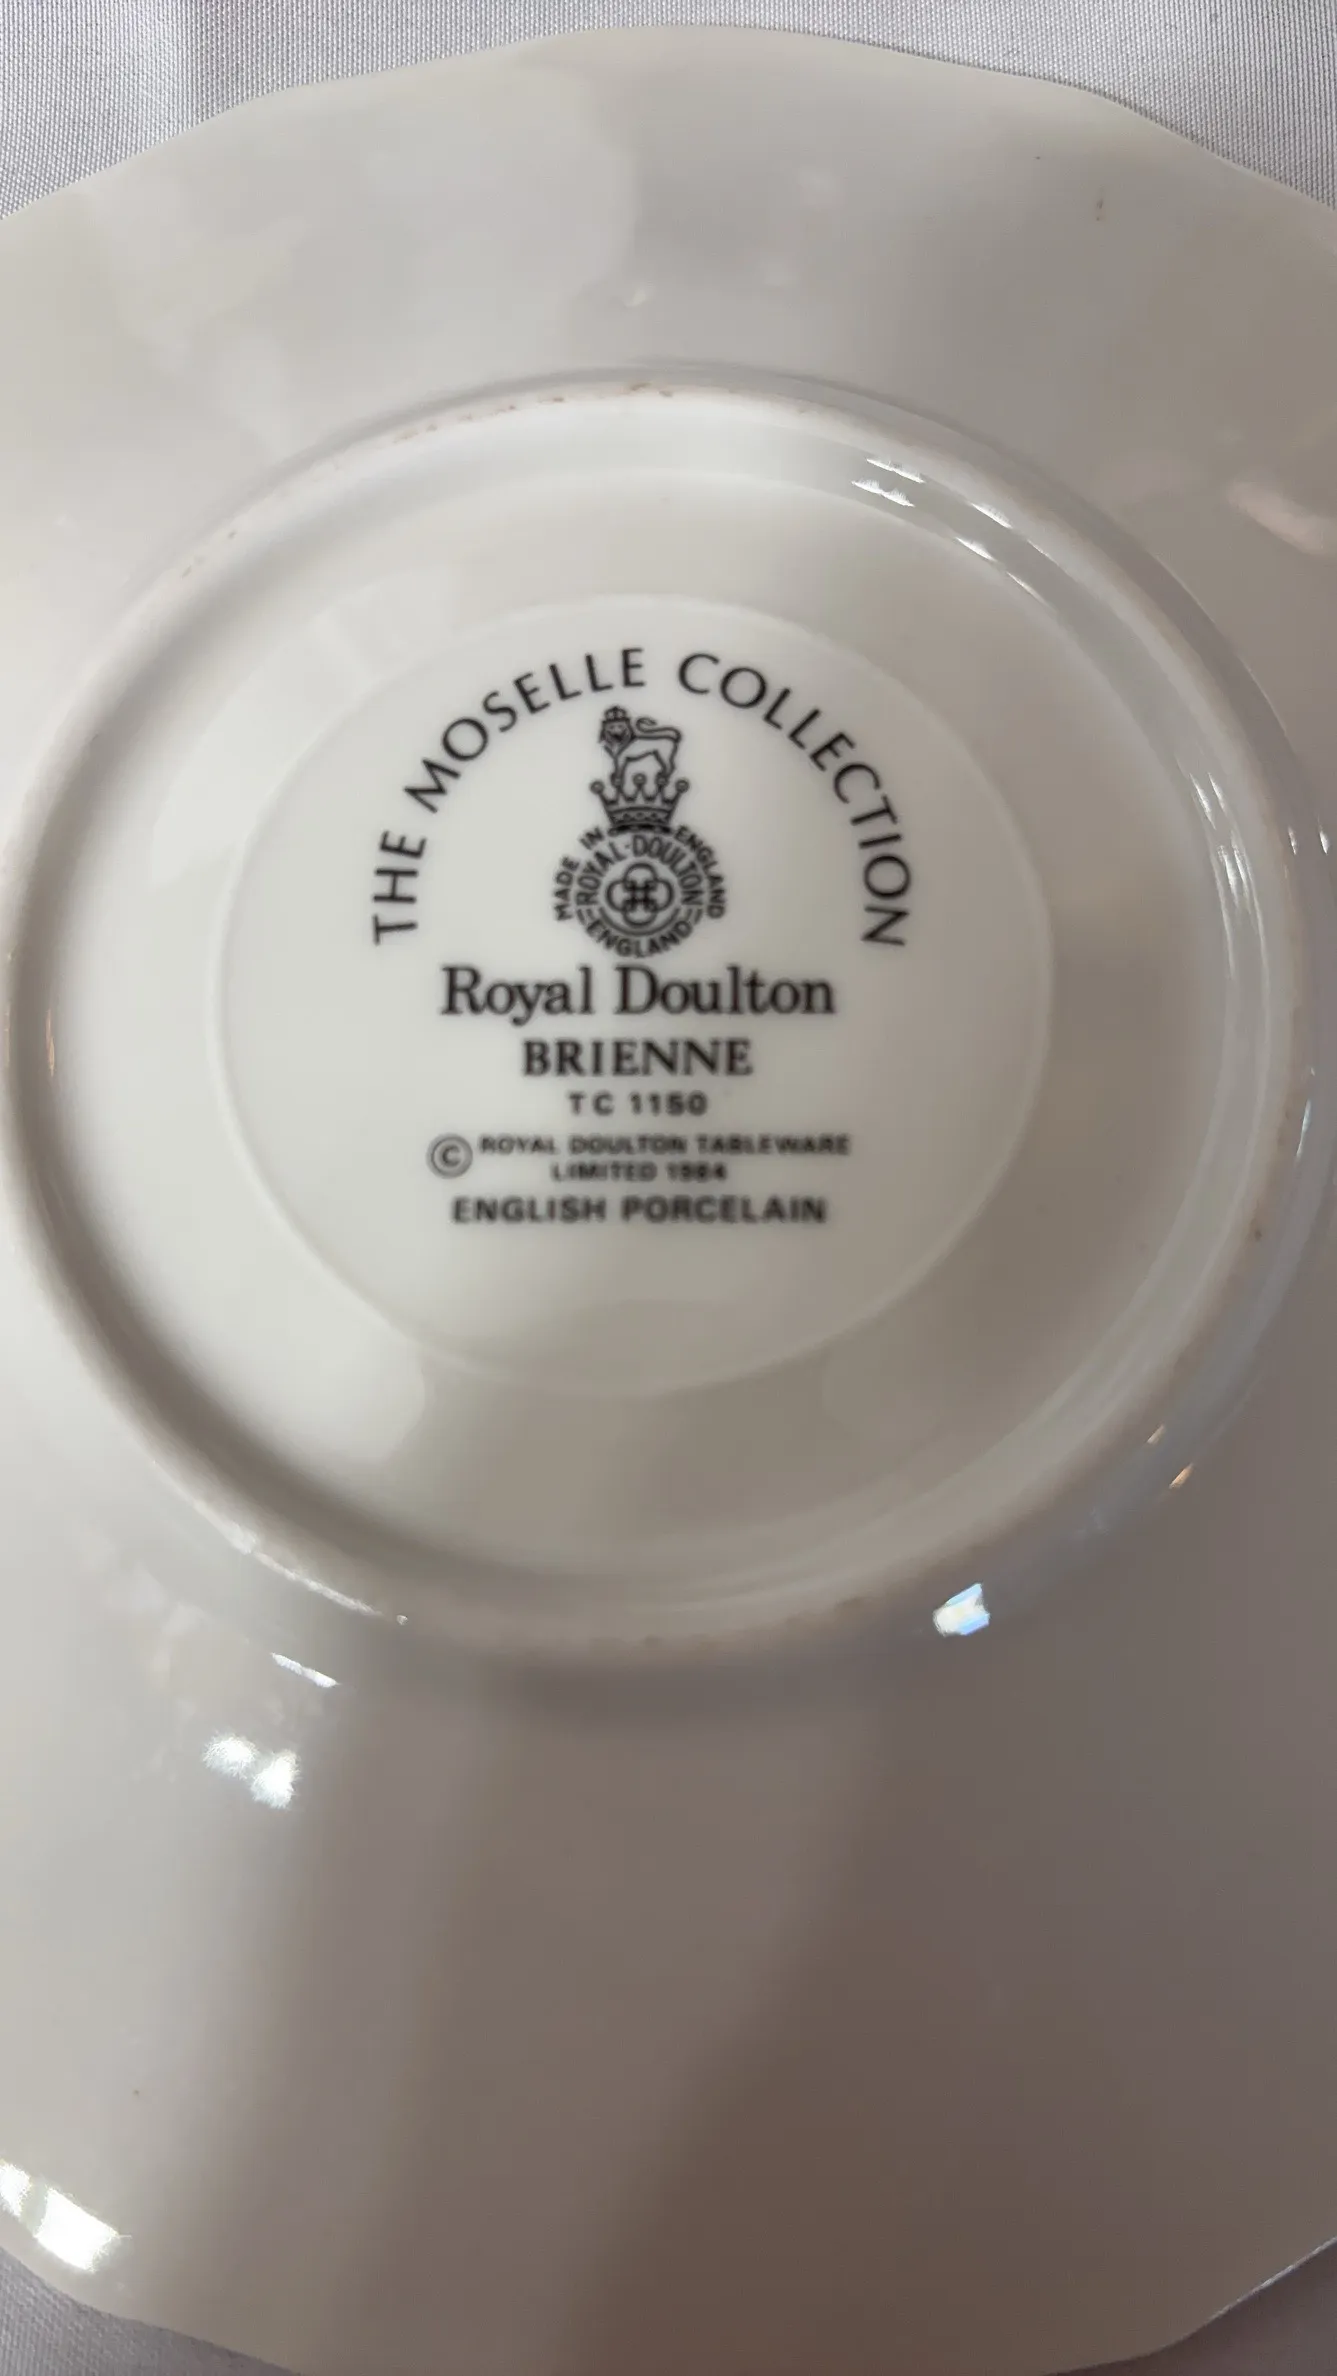 THE MOSELLE COLLECTION
MADE IN ENGLAND
ROYAL·DOULTON
ENGLAND
Royal Doulton
BRIENNE
TC 1150
© ROYAL DOULTON TABLEWARE
LIMITED 1984
ENGLISH PORCELAIN